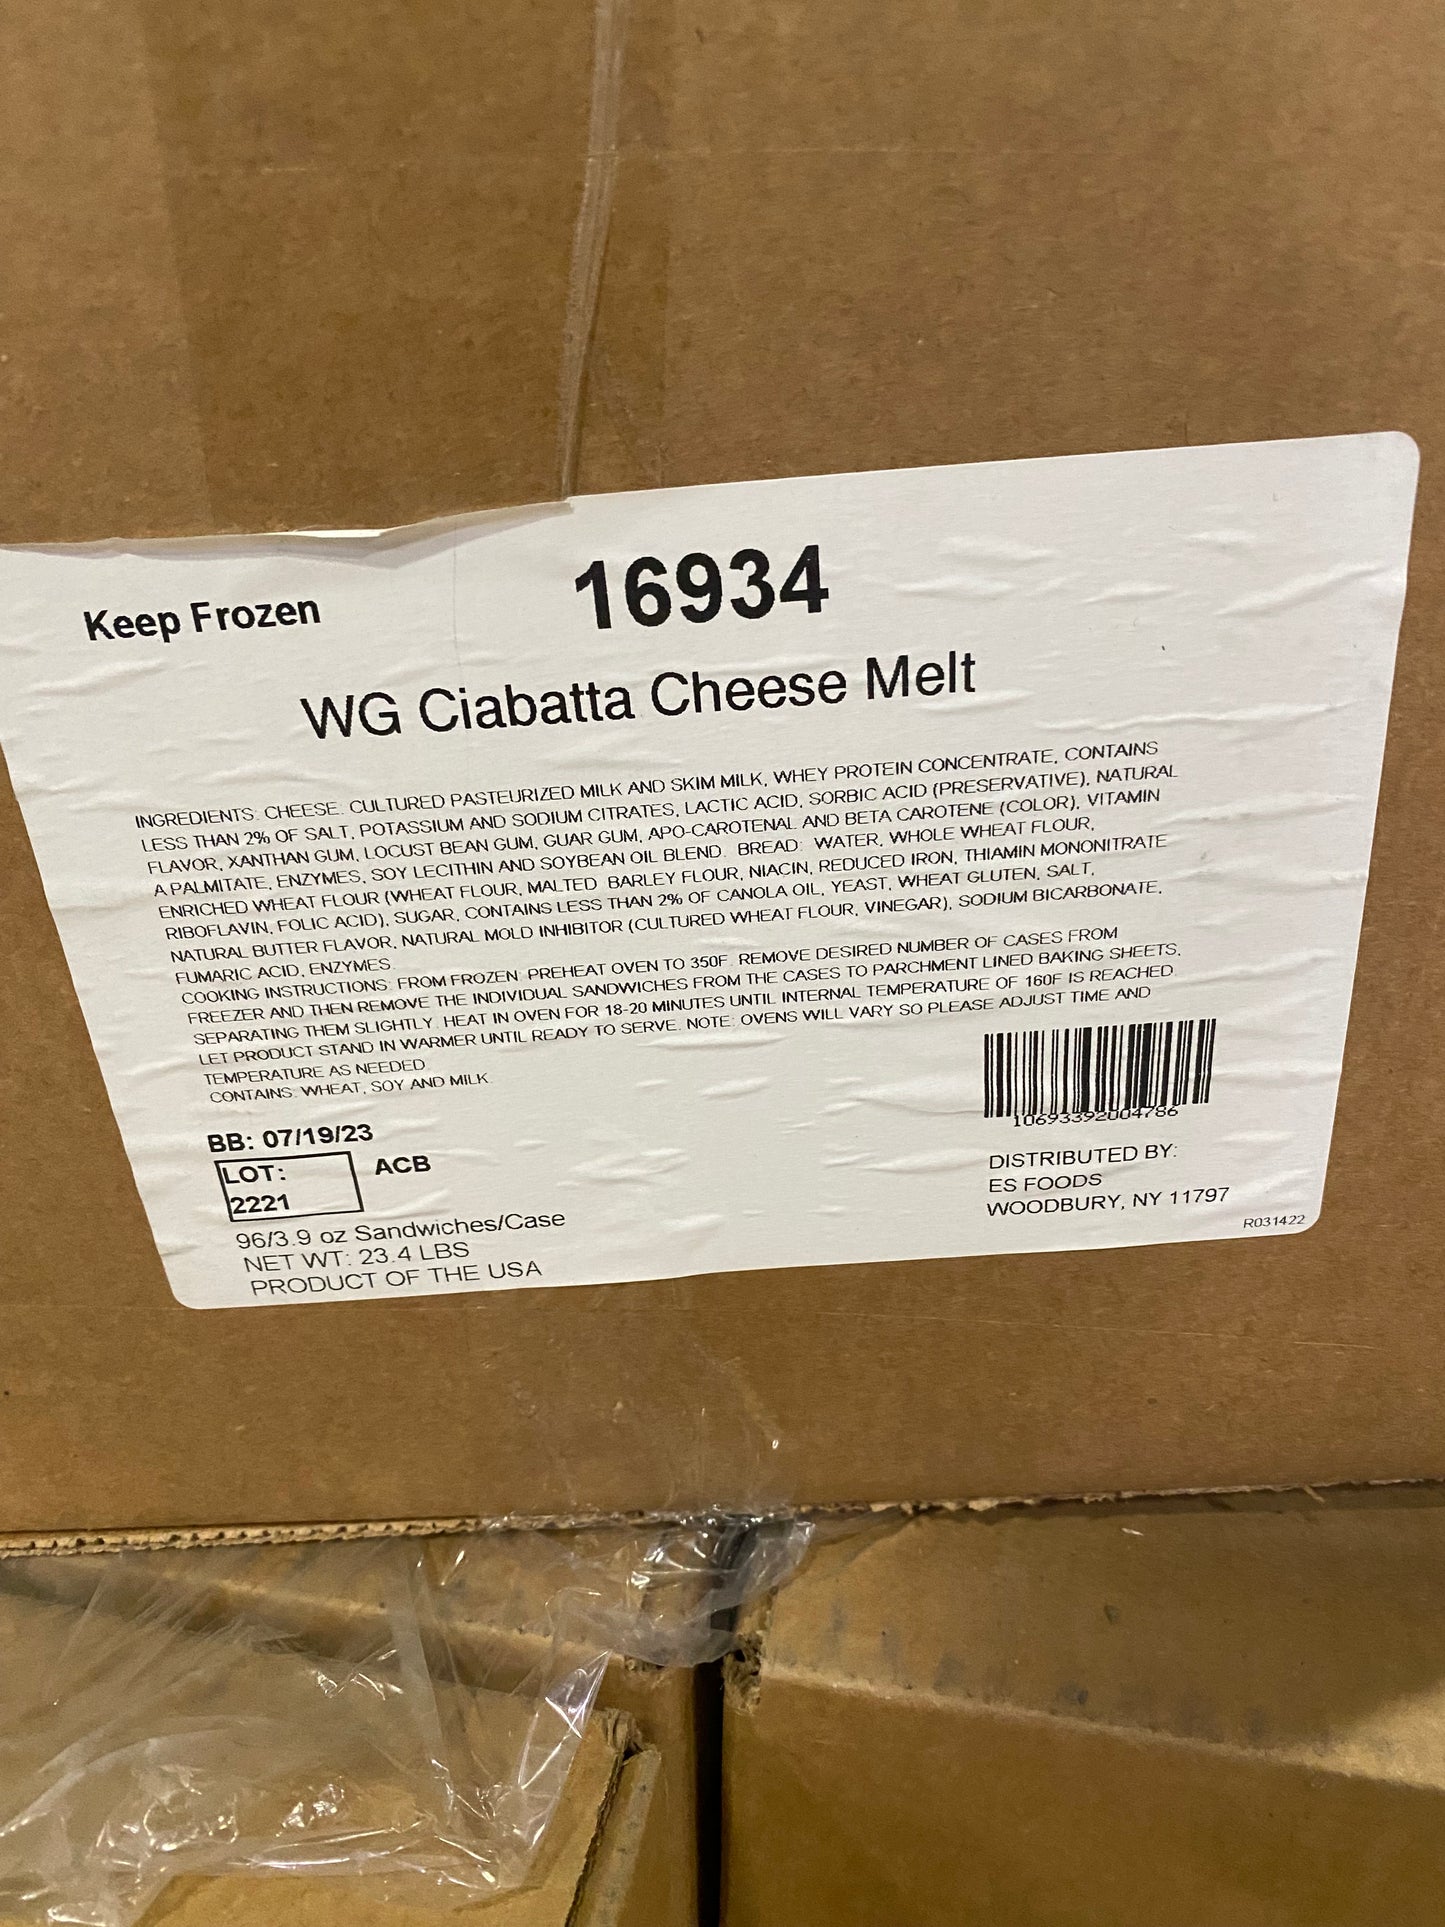 Keep Frozen
16934
WG Ciabatta Cheese Melt
INGREDIENTS: CHEESE: CULTURED PASTEURIZED MILK AND SKIM MILK, WHEY PROTEIN CONCENTRATE, CONTAINS
LESS THAN 2% OF SALT, POTASSIUM AND SODIUM CITRATES, LACTIC ACID, SORBIC ACID (PRESERVATIVE), NATURAL
FLAVOR, XANTHAN GUM, LOCUST BEAN GUM, GUAR GUM, APO-CAROTENAL AND BETA CAROTENE (COLOR), VITAMIN
A PALMITATE, ENZYMES, SOY LECITHIN AND SOYBEAN OIL BLEND. BREAD: WATER, WHOLE WHEAT FLOUR,
ENRICHED WHEAT FLOUR (WHEAT FLOUR, MALTED BARLEY FLOUR, NIACIN, REDUCED IRON, THIAMIN MONONITRATE
RIBOFLAVIN, FOLIC ACID), SUGAR, CONTAINS LESS THAN 2% OF CANOLA OIL, YEAST, WHEAT GLUTEN, SALT,
NATURAL BUTTER FLAVOR, NATURAL MOLD INHIBITOR (CULTURED WHEAT FLOUR, VINEGAR), SODIUM BICARBONATE,
FUMARIC ACID, ENZYMES.
COOKING INSTRUCTIONS: FROM FROZEN: PREHEAT OVEN TO 350F. REMOVE DESIRED NUMBER OF CASES FROM
FREEZER AND THEN REMOVE THE INDIVIDUAL SANDWICHES FROM THE CASES TO PARCHMENT LINED BAKING SHEETS,
SEPARATING THEM SLIGHTLY. HEAT IN OVEN FOR 18-20 MINUTES UNTIL INTERNAL TEMPERATURE OF 160F IS REACHED.
LET PRODUCT STAND IN WARMER UNTIL READY TO SERVE. NOTE: OVENS WILL VARY SO PLEASE ADJUST TIME AND
TEMPERATURE AS NEEDED
CONTAINS: WHEAT, SOY AND MILK.
10693392004786
BB: 07/19/23
LOT:
2221
ACB
96/3.9 oz Sandwiches/Case
NET WT: 23.4 LBS
PRODUCT OF THE USA
DISTRIBUTED BY:
ES FOODS
WOODBURY, NY 11797
R031422